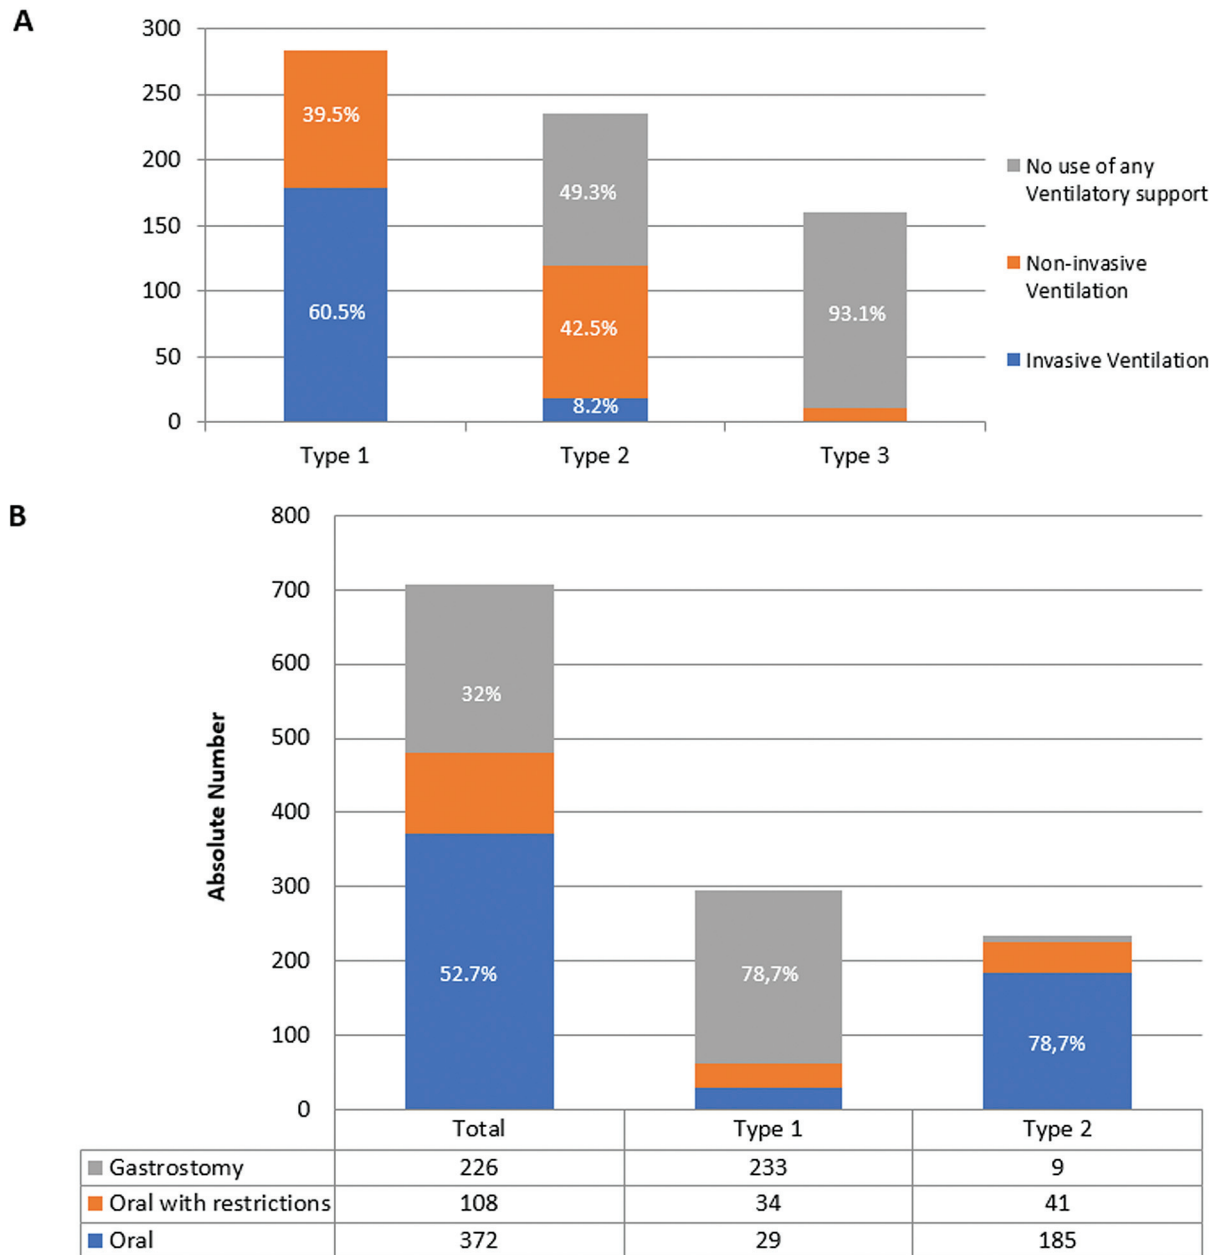 A
300
250
200
150
100
50
0
39.5%
60.5%
49.3%
42.5%
8.2%
93.1%
Type 1 Type 2 Type 3
No use of any
Ventilatory support
Non-invasive
Ventilation
Invasive Ventilation
B
Absolute Number
800
700
600
500
400
300
200
100
0
32%
52.7%
78,7%
78,7%
Total Type 1 Type 2
Gastrostomy 226 233 9
Oral with restrictions 108 34 41
Oral 372 29 185